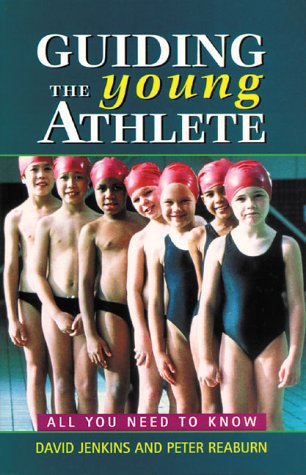 GUIDING
THE young
ATHLETE
ALL YOU NEED TO KNOW
DAVID JENKINS AND PETER REABURN